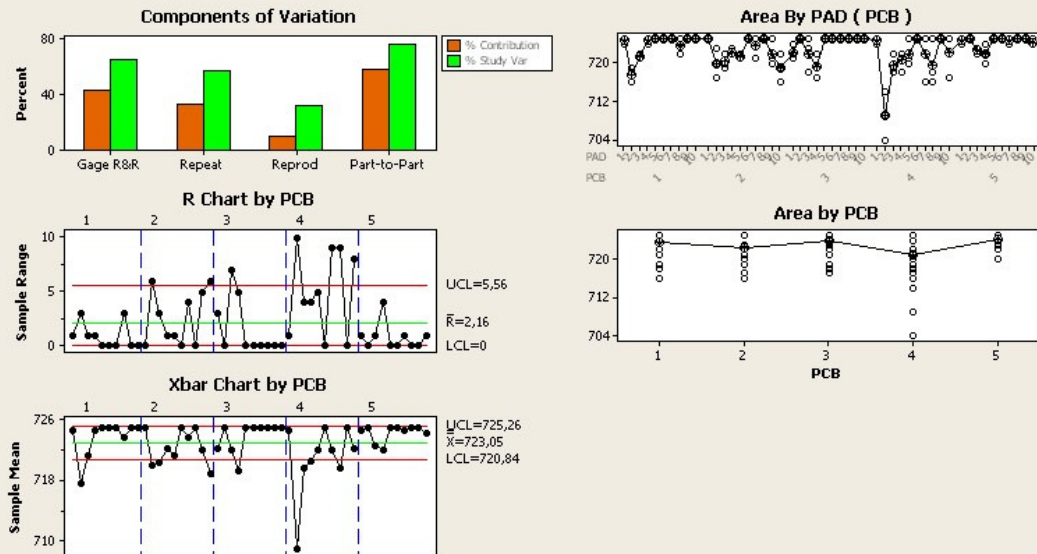 Components of Variation
Percent
80
40
0
Gage R&R Repeat Reprod Part-to-Part
% Contribution
% Study Var
R Chart by PCB
1 2 3 4 5
Sample Range
10
5
0
UCL=5,56
R=2,16
LCL=0
Xbar Chart by PCB
1 2 3 4 5
Sample Mean
726
718
710
UCL=725,26
X=723,05
LCL=720,84
Area By PAD ( PCB )
720
712
704
PAD
PCB 1 2 3 4 5
Area by PCB
720
712
704
1 2 3 4 5
PCB